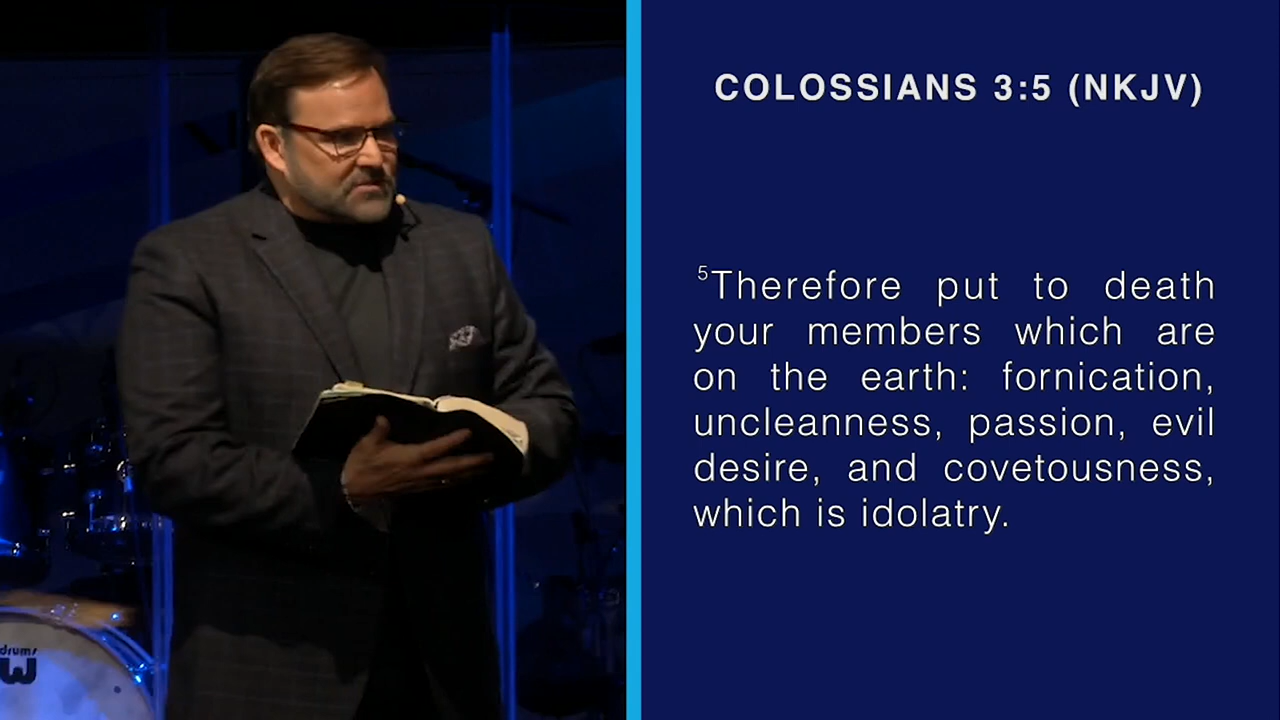 COLOSSIANS 3:5 (NKJV)
⁵Therefore put to death
your members which are
on the earth: fornication,
uncleanness, passion, evil
desire, and covetousness,
which is idolatry.
drums
W